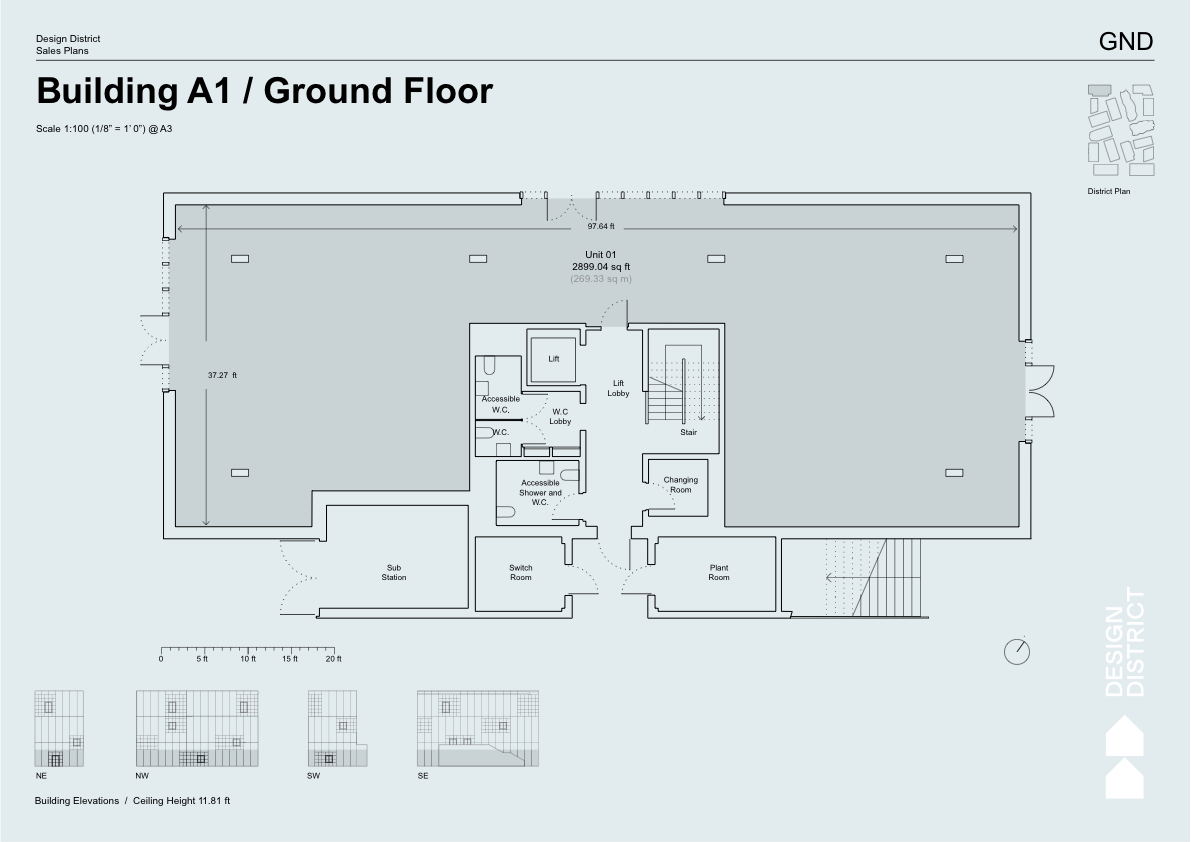 Design District
Sales Plans
GND
Building A1 / Ground Floor
Scale 1:100 (1/8" = 1' 0") @ A3
District Plan
97.64 ft
Unit 01
2899.04 sq ft
(269.33 sq m)
37.27 ft
Lift
Lift
Lobby
Accessible
W.C.
W.C
Lobby
W.C.
Stair
Accessible
Shower and
W.C.
Changing
Room
Sub
Station
Switch
Room
Plant
Room
0 5 ft 10 ft 15 ft 20 ft
DESIGN
DISTRICT
NE
NW
SW
SE
Building Elevations / Ceiling Height 11.81 ft